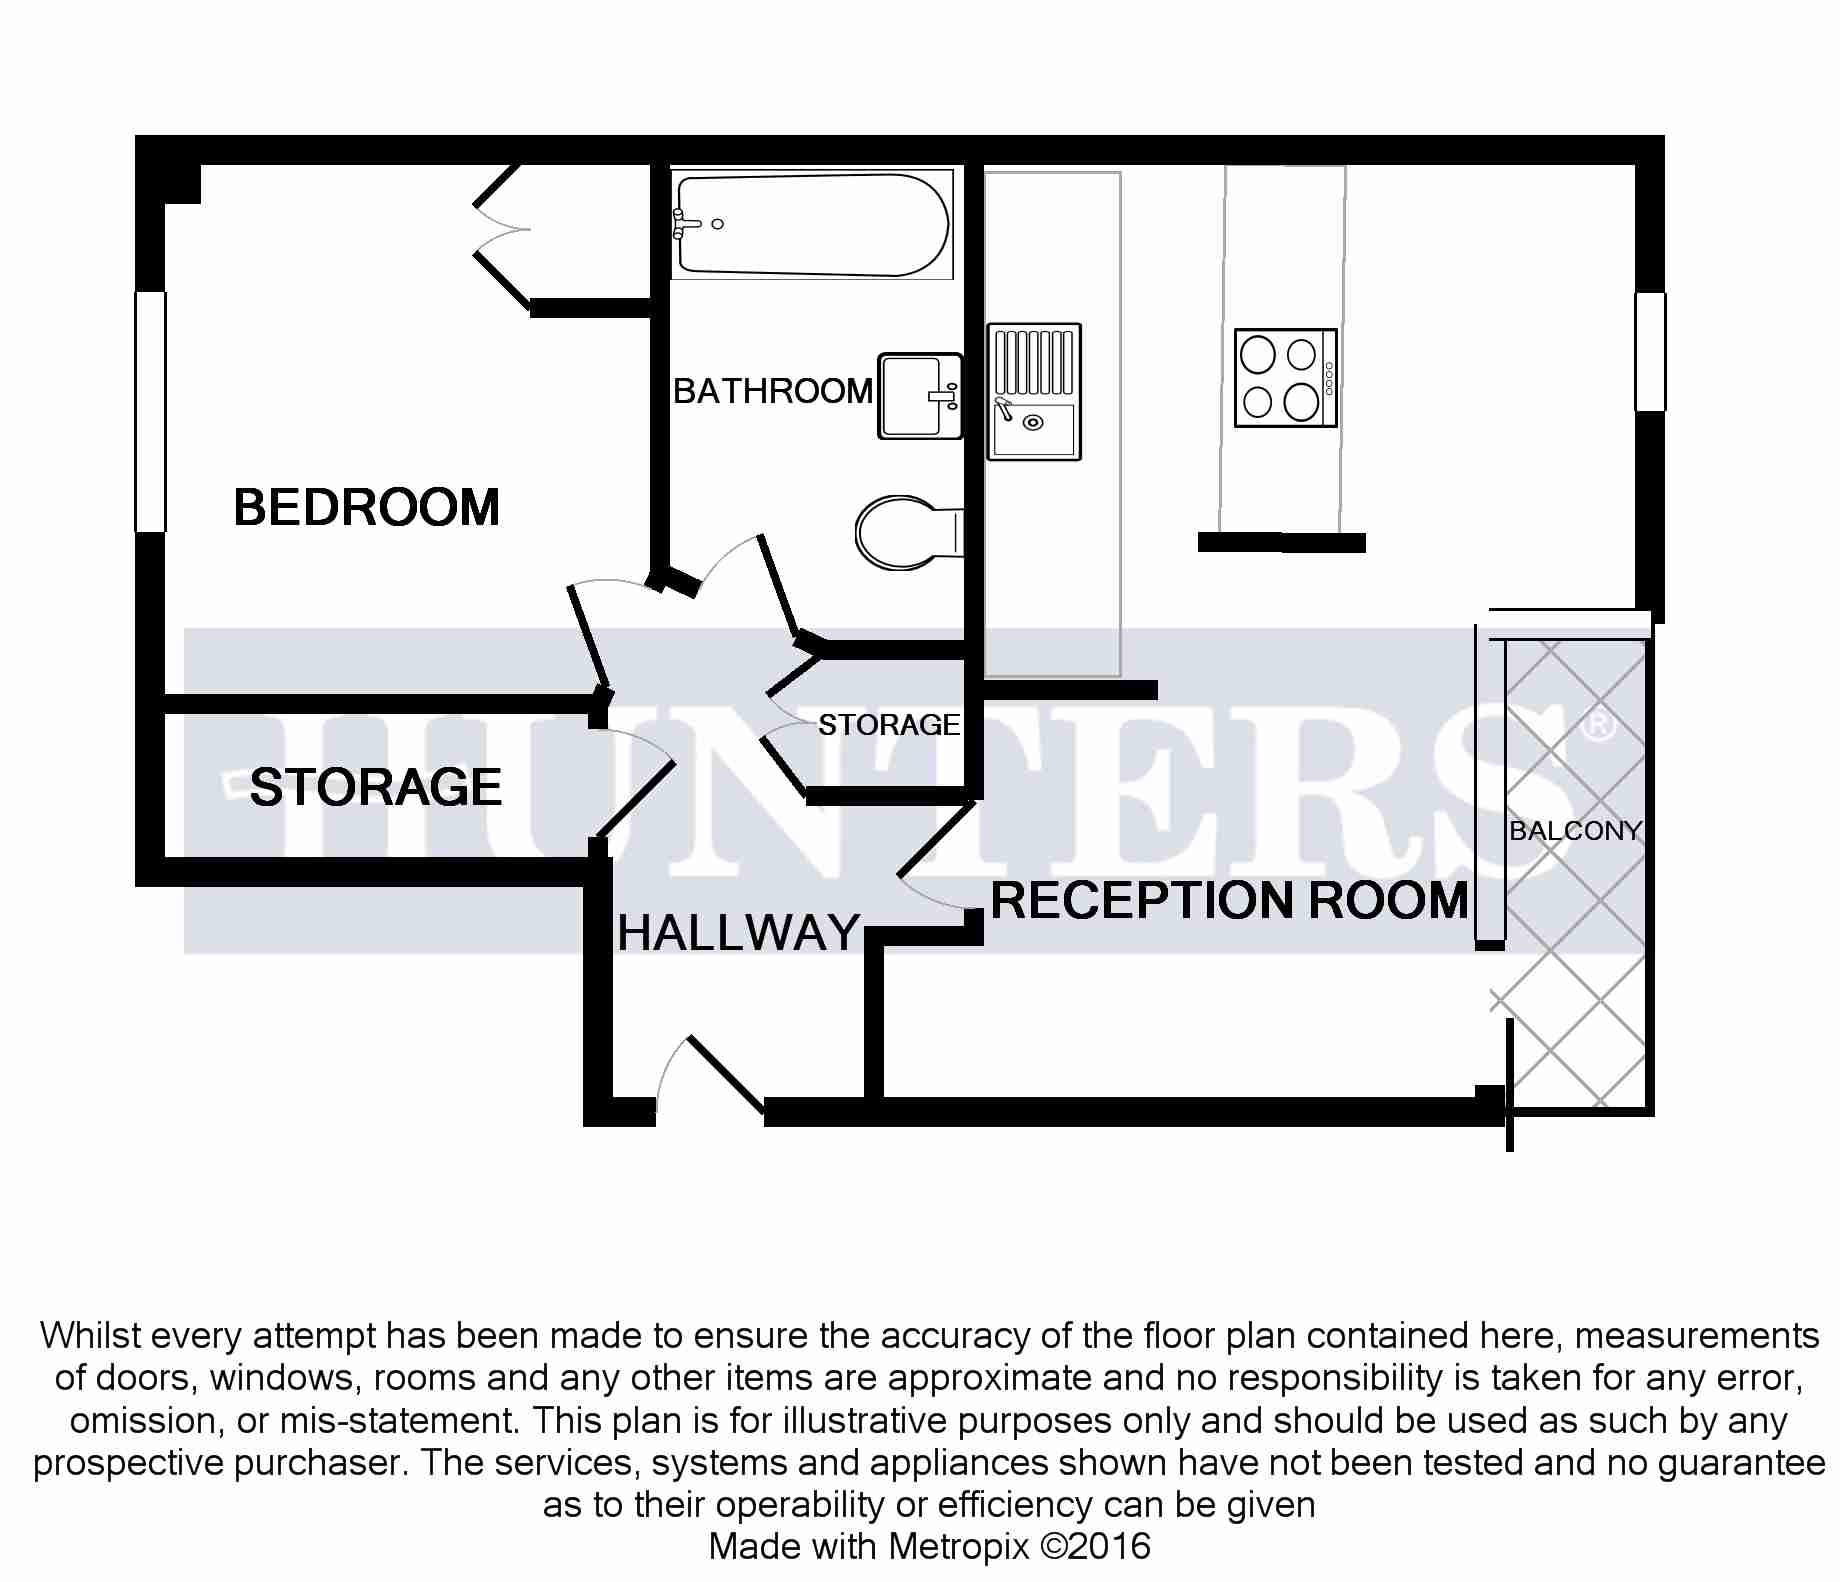 BATHROOM
BEDROOM
STORAGE
STORAGE
HUNTERS®
BALCONY
RECEPTION ROOM
HALLWAY
Whilst every attempt has been made to ensure the accuracy of the floor plan contained here, measurements
of doors, windows, rooms and any other items are approximate and no responsibility is taken for any error,
omission, or mis-statement. This plan is for illustrative purposes only and should be used as such by any
prospective purchaser. The services, systems and appliances shown have not been tested and no guarantee
as to their operability or efficiency can be given
Made with Metropix ©2016